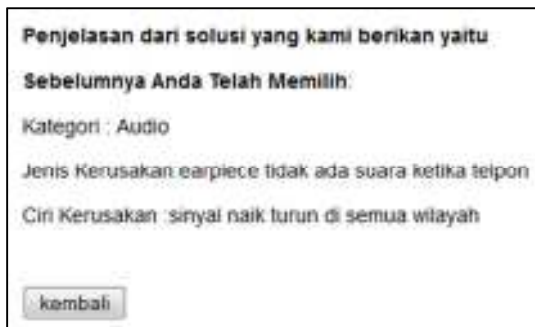 Penjelasan dari solusi yang kami berikan yaitu
Sebelumnya Anda Telah Memilih:
Kategori : Audio
Jenis Kerusakan earpiece tidak ada suara ketika telpon
Ciri Kerusakan :sinyal naik turun di semua wilayah
kembali